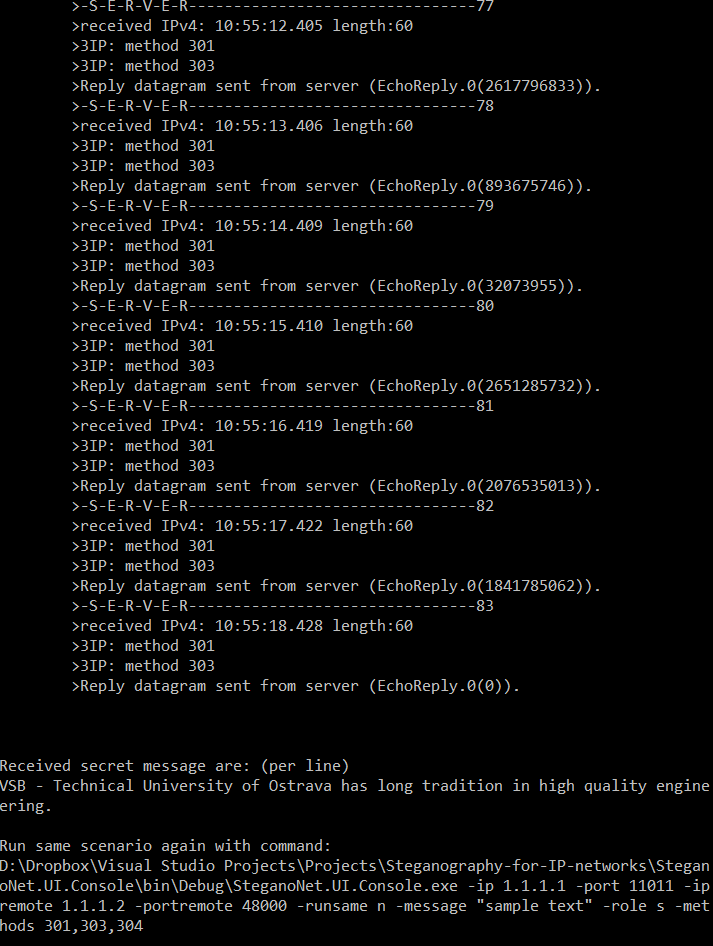 >-S-E-R-V-E-R--------------------------------77
>received IPv4: 10:55:12.405 length:60
>3IP: method 301
>3IP: method 303
>Reply datagram sent from server (EchoReply.0(2617796833)).
>-S-E-R-V-E-R--------------------------------78
>received IPv4: 10:55:13.406 length:60
>3IP: method 301
>3IP: method 303
>Reply datagram sent from server (EchoReply.0(893675746)).
>-S-E-R-V-E-R--------------------------------79
>received IPv4: 10:55:14.409 length:60
>3IP: method 301
>3IP: method 303
>Reply datagram sent from server (EchoReply.0(32073955)).
>-S-E-R-V-E-R--------------------------------80
>received IPv4: 10:55:15.410 length:60
>3IP: method 301
>3IP: method 303
>Reply datagram sent from server (EchoReply.0(2651285732)).
>-S-E-R-V-E-R--------------------------------81
>received IPv4: 10:55:16.419 length:60
>3IP: method 301
>3IP: method 303
>Reply datagram sent from server (EchoReply.0(2076535013)).
>-S-E-R-V-E-R--------------------------------82
>received IPv4: 10:55:17.422 length:60
>3IP: method 301
>3IP: method 303
>Reply datagram sent from server (EchoReply.0(1841785062)).
>-S-E-R-V-E-R--------------------------------83
>received IPv4: 10:55:18.428 length:60
>3IP: method 301
>3IP: method 303
>Reply datagram sent from server (EchoReply.0(0)).
Received secret message are: (per line)
VSB - Technical University of Ostrava has long tradition in high quality engine
ering.
Run same scenario again with command:
D:\Dropbox\Visual Studio Projects\Projects\Steganography-for-IP-networks\Stegan
oNet.UI.Console\bin\Debug\SteganoNet.UI.Console.exe -ip 1.1.1.1 -port 11011 -ip
remote 1.1.1.2 -portremote 48000 -runsame n -message "sample text" -role s -met
hods 301,303,304